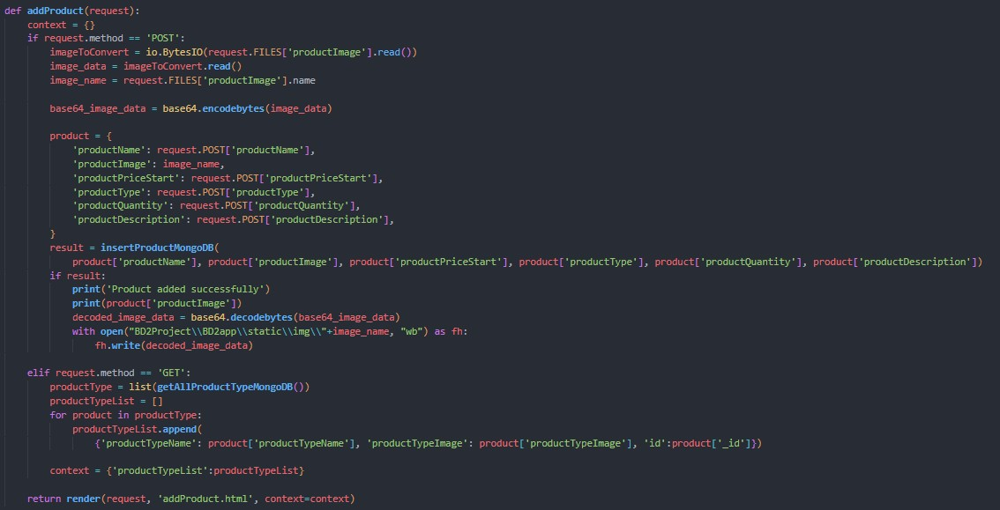 def addProduct(request):
    context = {}
    if request.method == 'POST':
        imageToConvert = io.BytesIO(request.FILES['productImage'].read())
        image_data = imageToConvert.read()
        image_name = request.FILES['productImage'].name

        base64_image_data = base64.encodebytes(image_data)

        product = {
            'productName': request.POST['productName'],
            'productImage': image_name,
            'productPriceStart': request.POST['productPriceStart'],
            'productType': request.POST['productType'],
            'productQuantity': request.POST['productQuantity'],
            'productDescription': request.POST['productDescription'],
        }
        result = insertProductMongoDB(
            product['productName'], product['productImage'], product['productPriceStart'], product['productType'], product['productQuantity'], product['productDescription'])
        if result:
            print('Product added successfully')
            print(product['productImage'])
            decoded_image_data = base64.decodebytes(base64_image_data)
            with open("BD2Project\\BD2app\\static\\img\\"+image_name, "wb") as fh:
                fh.write(decoded_image_data)

    elif request.method == 'GET':
        productType = list(getAllProductTypeMongoDB())
        productTypeList = []
        for product in productType:
            productTypeList.append(
                {'productTypeName': product['productTypeName'], 'productTypeImage': product['productTypeImage'], 'id':product['_id']})

        context = {'productTypeList':productTypeList}

    return render(request, 'addProduct.html', context=context)